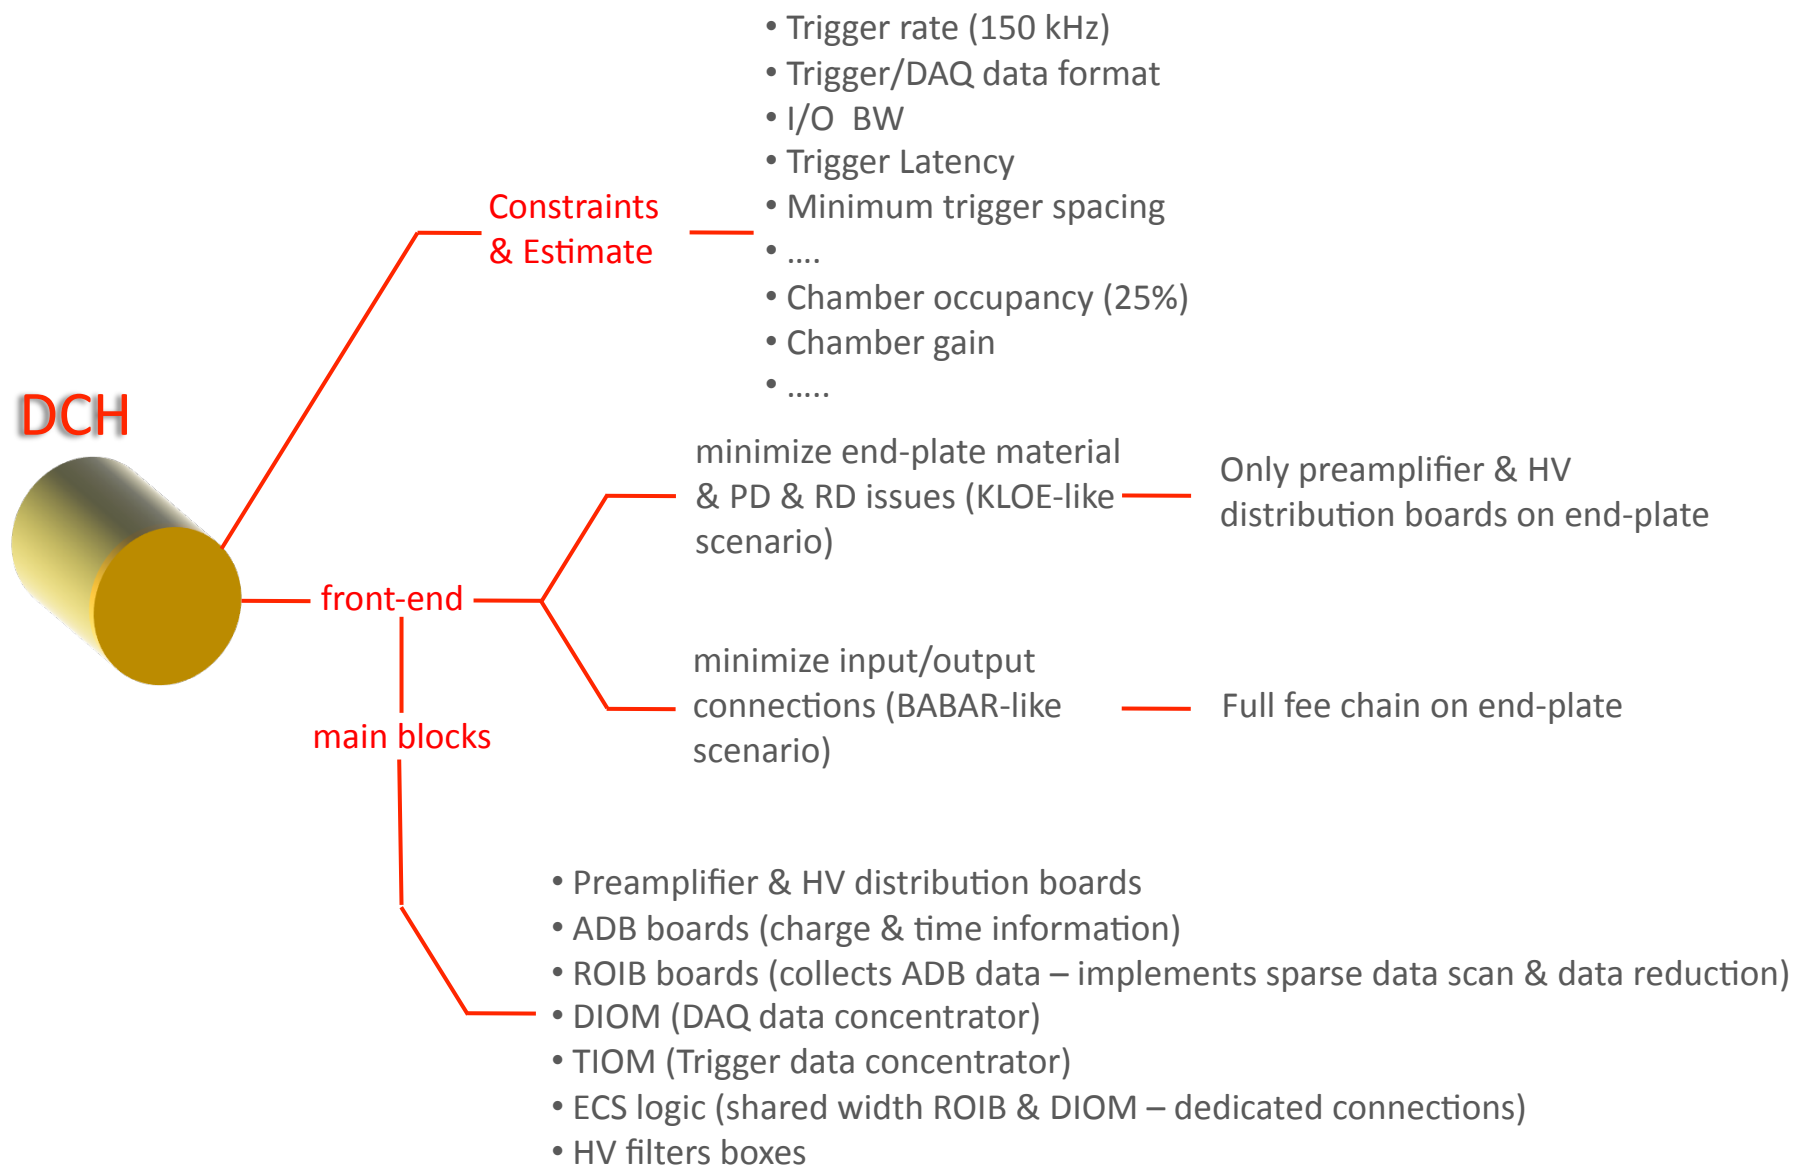 • Trigger rate (150 kHz)
• Trigger/DAQ data format
• I/O  BW
• Trigger Latency
• Minimum trigger spacing
• ....
• Chamber occupancy (25%)
• Chamber gain
• .....
Constraints
& Estimate
DCH
minimize end-plate material
& PD & RD issues (KLOE-like
scenario)
Only preamplifier & HV
distribution boards on end-plate
front-end
minimize input/output
connections (BABAR-like
scenario)
Full fee chain on end-plate
main blocks
• Preamplifier & HV distribution boards
• ADB boards (charge & time information)
• ROIB boards (collects ADB data – implements sparse data scan & data reduction)
• DIOM (DAQ data concentrator)
• TIOM (Trigger data concentrator)
• ECS logic (shared width ROIB & DIOM – dedicated connections)
• HV filters boxes